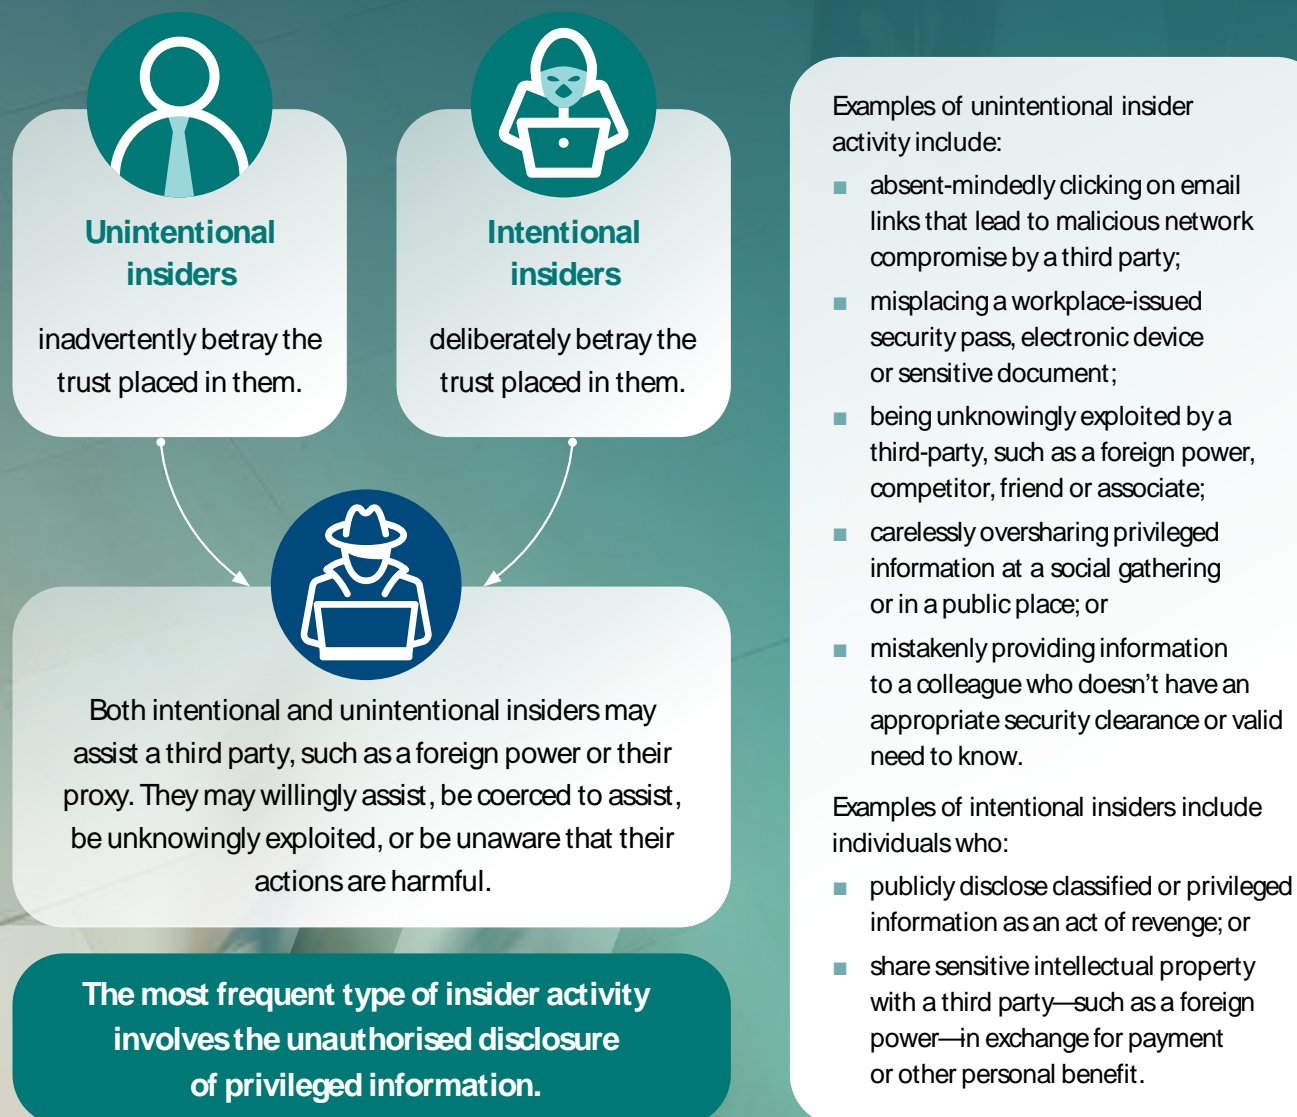 Unintentional
insiders
inadvertently betray the
trust placed in them.
Intentional
insiders
deliberately betray the
trust placed in them.
Both intentional and unintentional insiders may
assist a third party, such as a foreign power or their
proxy. They may willingly assist, be coerced to assist,
be unknowingly exploited, or be unaware that their
actions are harmful.
The most frequent type of insider activity
involves the unauthorised disclosure
of privileged information.
Examples of unintentional insider
activity include:
■ absent-mindedly clicking on email
links that lead to malicious network
compromise by a third party;
■ misplacing a workplace-issued
security pass, electronic device
or sensitive document;
■ being unknowingly exploited by a
third-party, such as a foreign power,
competitor, friend or associate;
■ carelessly oversharing privileged
information at a social gathering
or in a public place; or
■ mistakenly providing information
to a colleague who doesn’t have an
appropriate security clearance or valid
need to know.
Examples of intentional insiders include
individuals who:
■ publicly disclose classified or privileged
information as an act of revenge; or
■ share sensitive intellectual property
with a third party—such as a foreign
power—in exchange for payment
or other personal benefit.